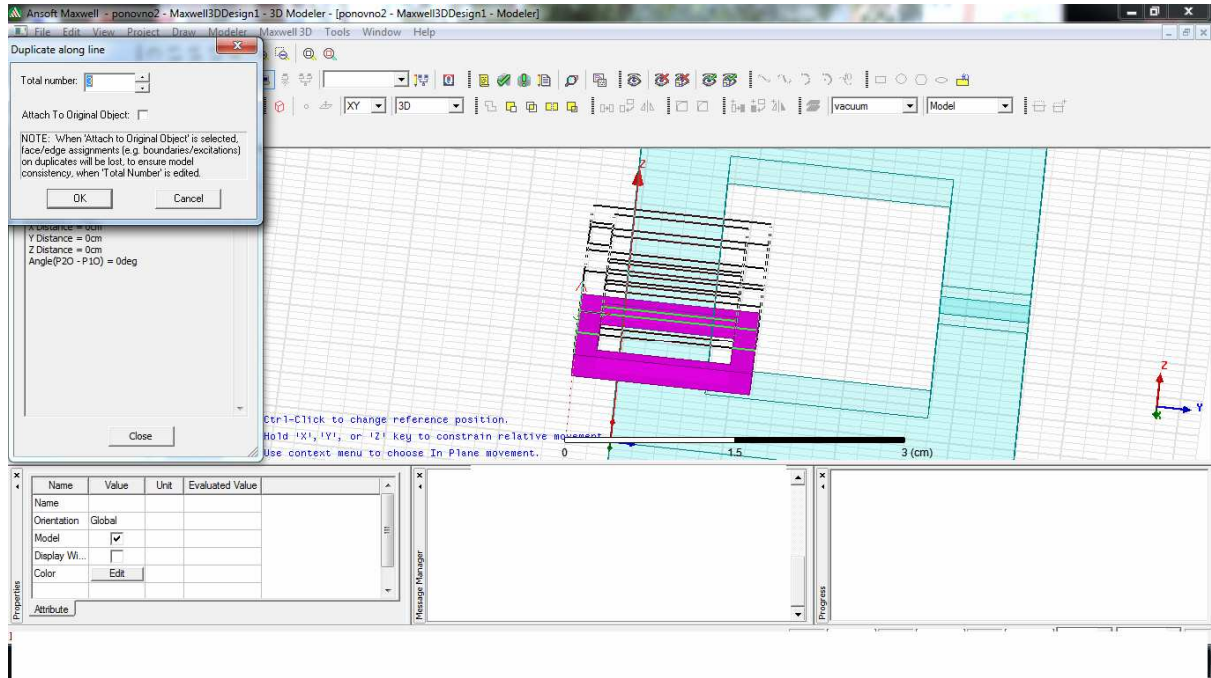 Ansoft Maxwell - ponovno2 - Maxwell3DDesign1 - 3D Modeler - [ponovno2 - Maxwell3DDesign1 - Modeler]
File Edit View Project Draw Modeler Maxwell 3D Tools Window Help
Duplicate along line
Total number: 3
Attach To Original Object:
NOTE: When 'Attach to Original Object' is selected,
face/edge assignments (e.g. boundaries/excitations)
on duplicates will be lost, to ensure model
consistency, when 'Total Number' is edited.
OK Cancel
XY 3D vacuum Model
X Distance = 0cm
Y Distance = 0cm
Z Distance = 0cm
Angle(P2O - P1O) = 0deg
Close
Z
Z
Y
Ctrl-Click to change reference position.
Hold 'X','Y', or 'Z' key to constrain relative movement
Use context menu to choose In Plane movement.
0 1.5 3 (cm)
Name Value Unit Evaluated Value
Name
Orientation Global
Model
Display Wi...
Color Edit
Attribute
Properties
Message Manager
Progress